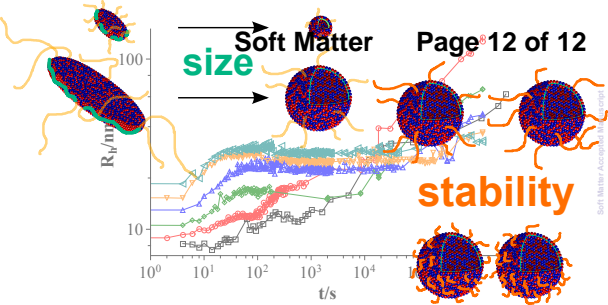 Soft Matter Page 12 of 12
size
100
R_h/nm
stability
10
10^0 10^1 10^2 10^3 10^4
t/s
Soft Matter Accepted Manuscript